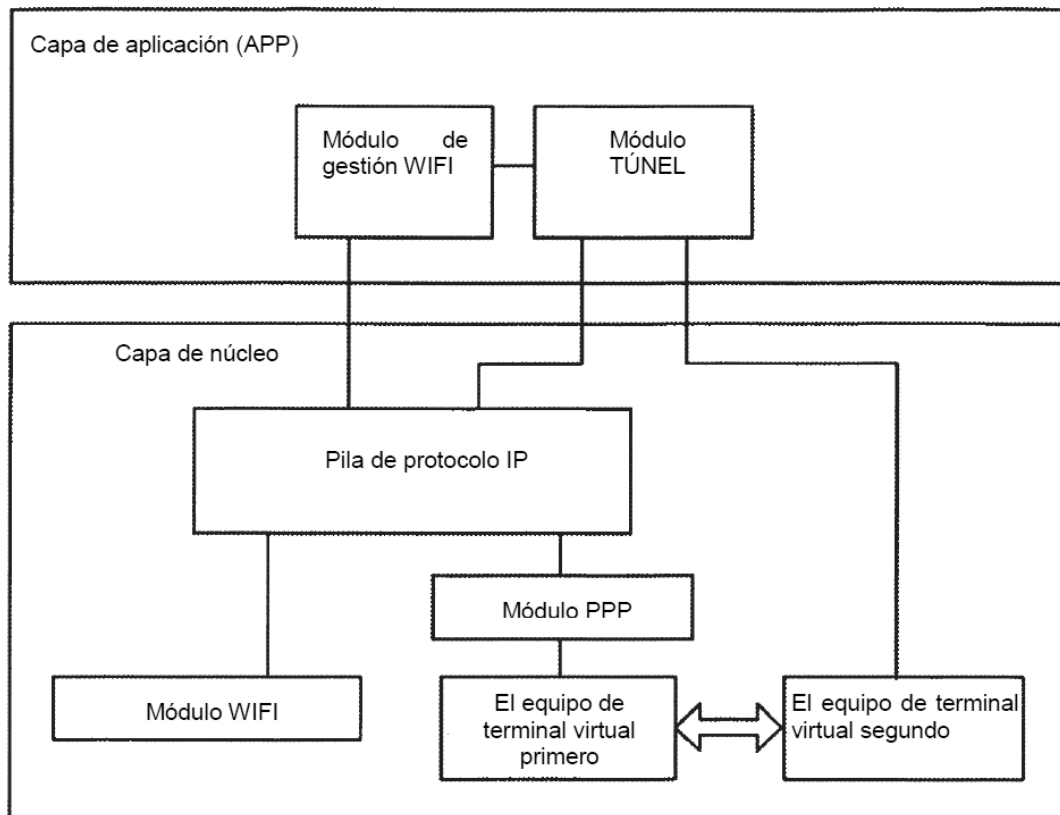 Capa de aplicación (APP)
Módulo de
gestión WIFI
Módulo
TÚNEL
Capa de núcleo
Pila de protocolo IP
Módulo PPP
Módulo WIFI
El equipo de
terminal virtual
primero
El equipo de terminal
virtual segundo